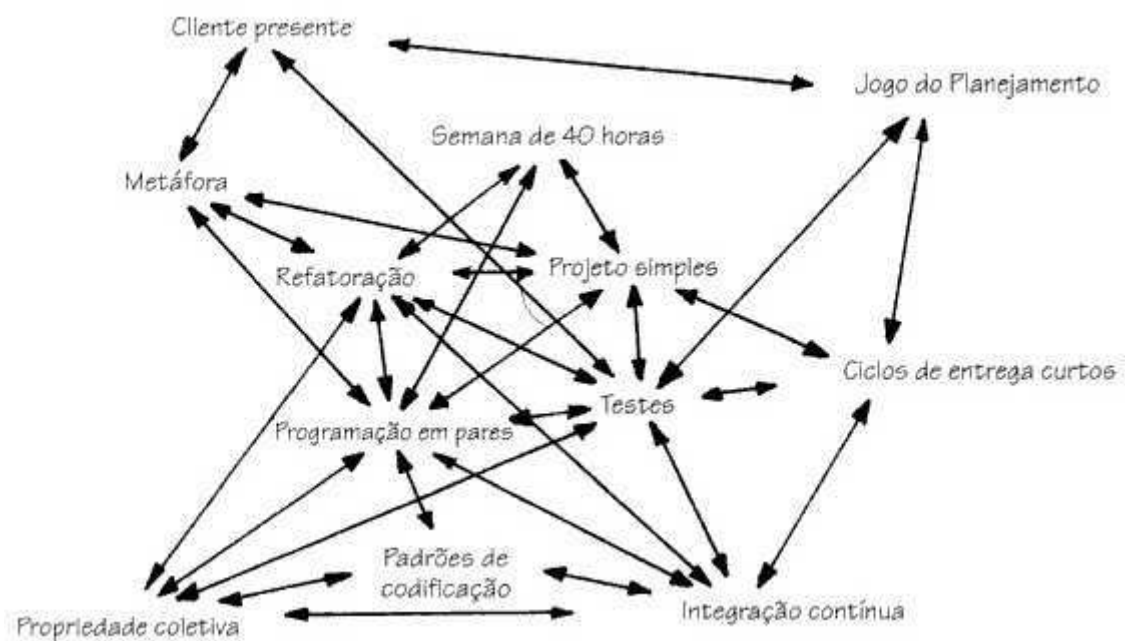 Cliente presente
Jogo do Planejamento
Semana de 40 horas
Metáfora
Refatoração
Projeto simples
Ciclos de entrega curtos
Testes
Programação em pares
Padrões de
codificação
Propriedade coletiva
Integração contínua